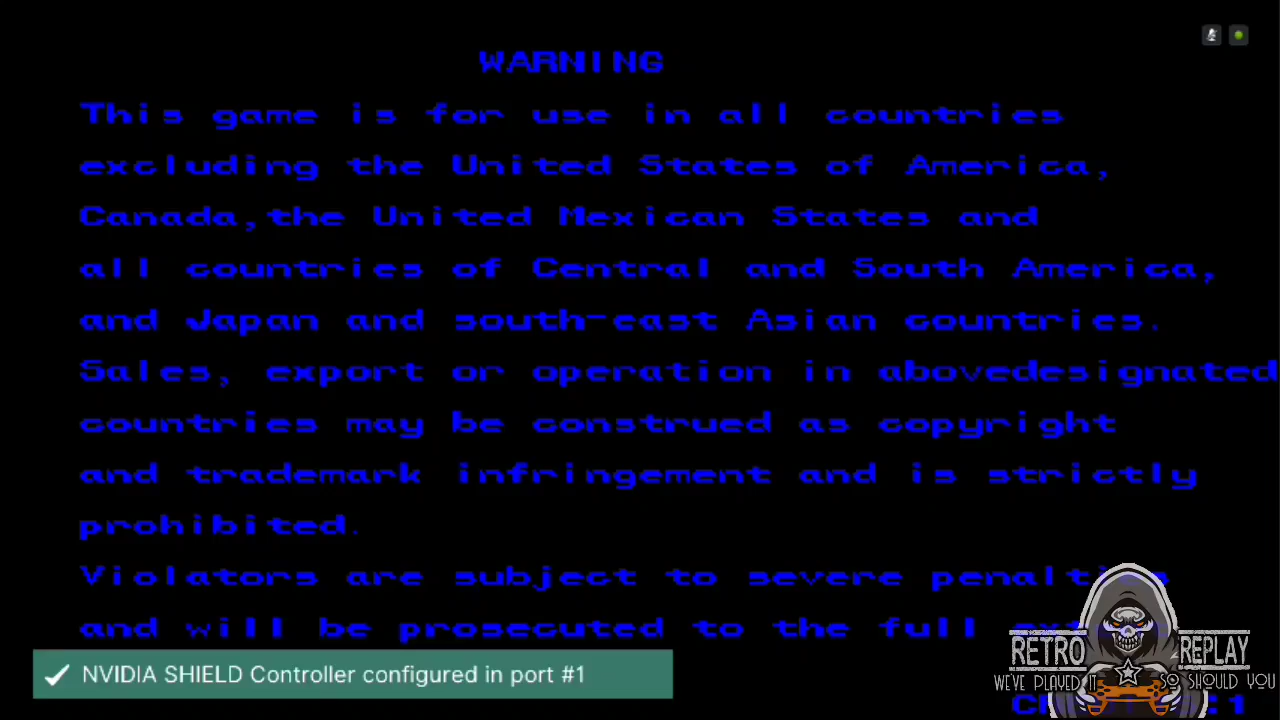 WARNING
This game is for use in all countries
excluding the United States of America,
Canada,the United Mexican States and
all countries of Central and South America,
and Japan and south-east Asian countries.
Sales, export or operation in abovedesignated
countries may be construed as copyright
and trademark infringement and is strictly
prohibited.
Violators are subject to severe penalties
and will be prosecuted to the full
NVIDIA SHIELD Controller configured in port #1
RETRO REPLAY
WE'VE PLAYED IT SO SHOULD YOU